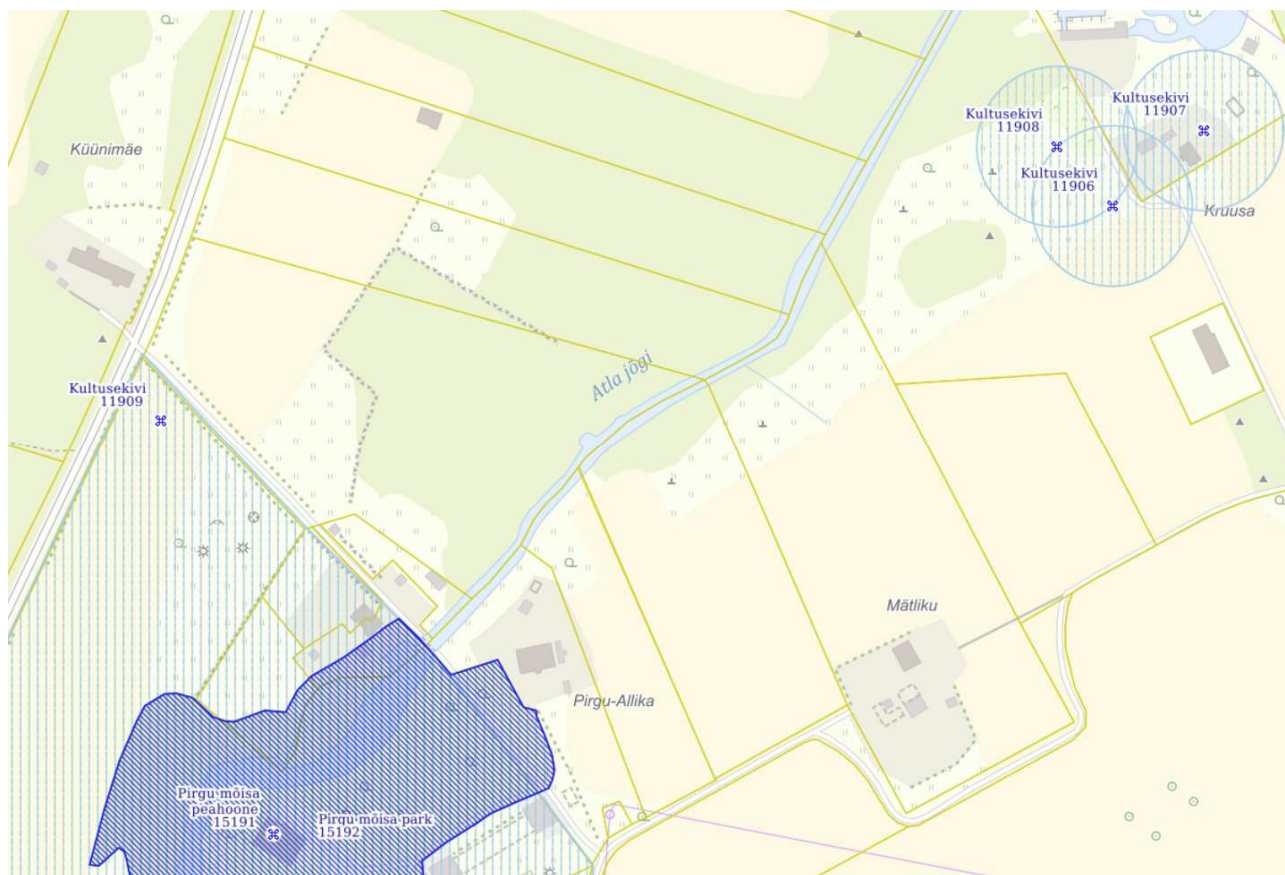 Küünimäe
Kultusekivi
11908
Kultusekivi
11907
Kultusekivi
11906
Kruusa
Atla jõgi
Kultusekivi
11909
Mätliku
Pirgu-Allika
Pirgu mõisa
peahoone
15191
Pirgu mõisa park
15192